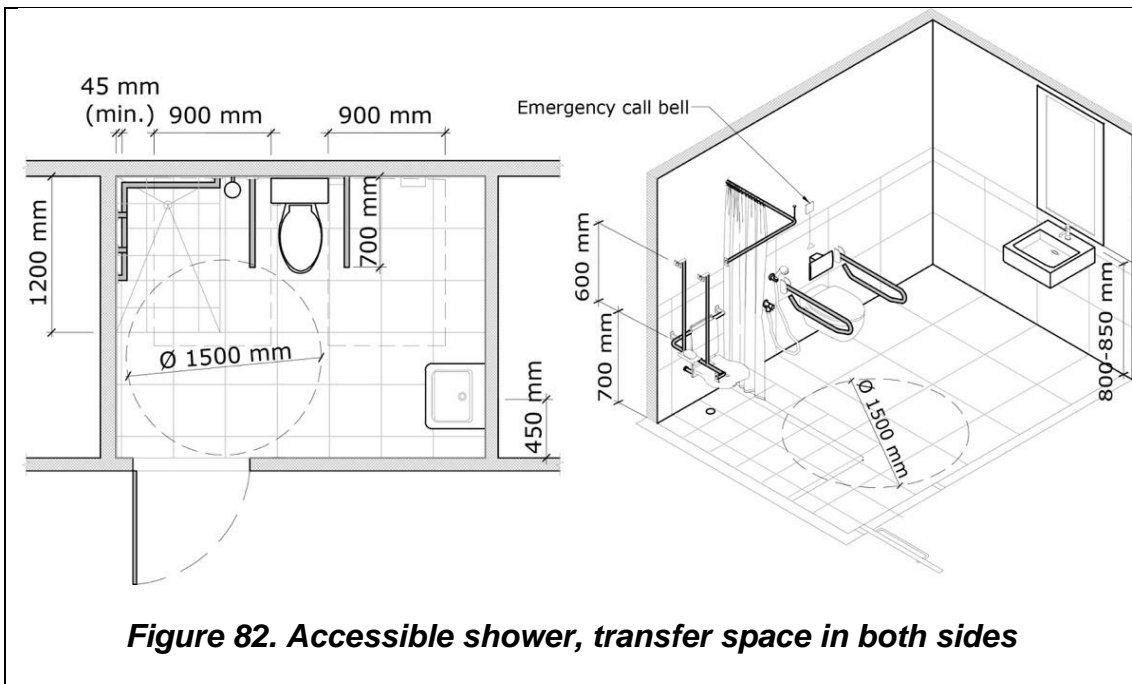 45 mm
(min.)
900 mm
900 mm
1200 mm
700 mm
Ø 1500 mm
450 mm
Emergency call bell
600 mm
700 mm
Ø 1500 mm
800-850 mm
Figure 82. Accessible shower, transfer space in both sides